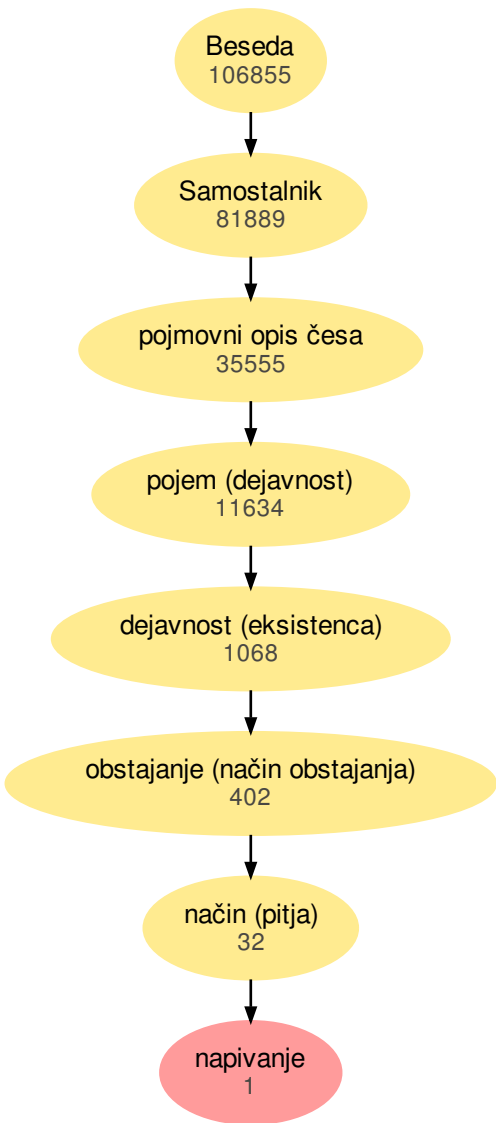 Beseda
106855
Samostalnik
81889
pojmovni opis česa
35555
pojem (dejavnost)
11634
dejavnost (eksistenca)
1068
obstajanje (način obstajanja)
402
način (pitja)
32
napivanje
1